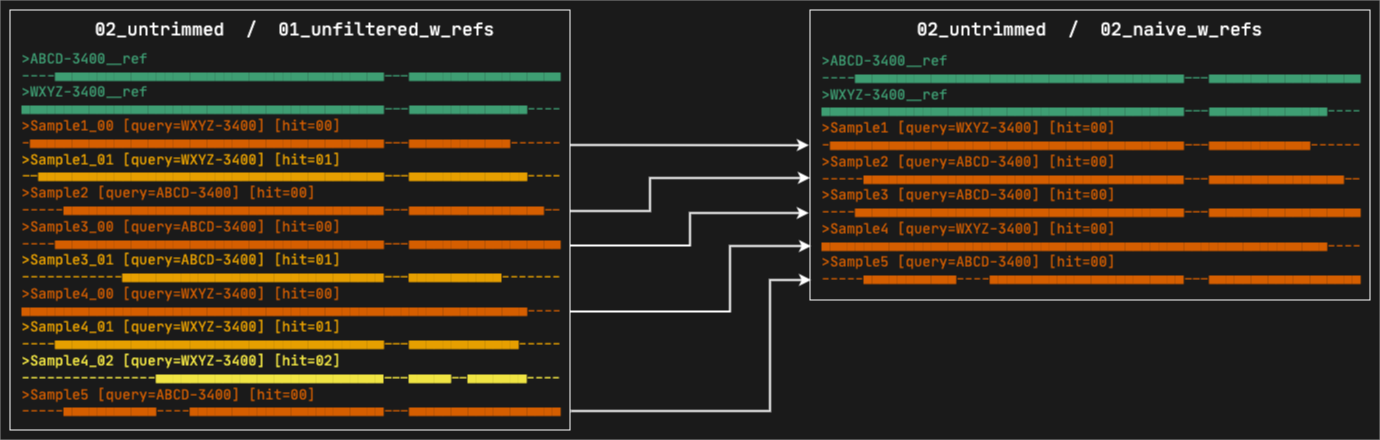 02_untrimmed / 01_unfiltered_w_refs
>ABCD-3400__ref
>WXYZ-3400__ref
>Sample1_00 [query=WXYZ-3400] [hit=00]
>Sample1_01 [query=WXYZ-3400] [hit=01]
>Sample2 [query=ABCD-3400] [hit=00]
>Sample3_00 [query=ABCD-3400] [hit=00]
>Sample3_01 [query=ABCD-3400] [hit=01]
>Sample4_00 [query=WXYZ-3400] [hit=00]
>Sample4_01 [query=WXYZ-3400] [hit=01]
>Sample4_02 [query=WXYZ-3400] [hit=02]
>Sample5 [query=ABCD-3400] [hit=00]
02_untrimmed / 02_naive_w_refs
>ABCD-3400__ref
>WXYZ-3400__ref
>Sample1 [query=WXYZ-3400] [hit=00]
>Sample2 [query=ABCD-3400] [hit=00]
>Sample3 [query=ABCD-3400] [hit=00]
>Sample4 [query=WXYZ-3400] [hit=00]
>Sample5 [query=ABCD-3400] [hit=00]